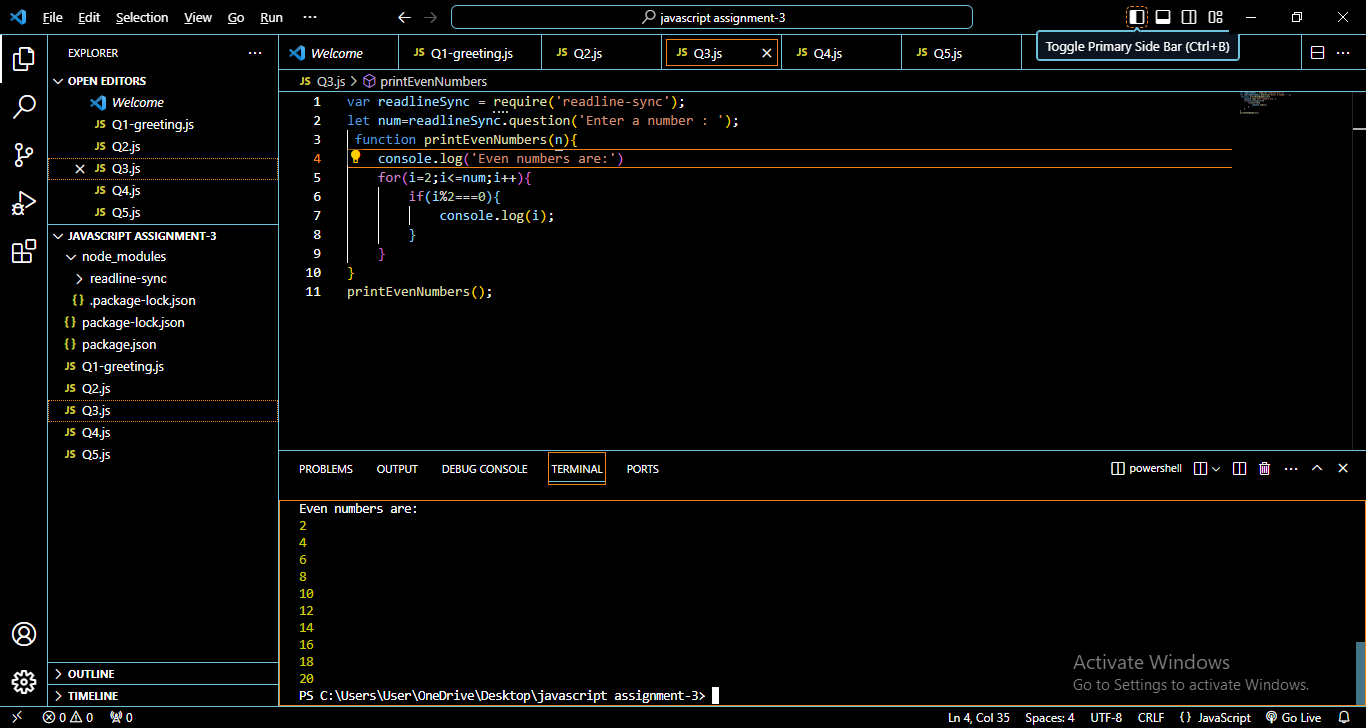 File Edit Selection View Go Run ··· javascript assignment-3
Toggle Primary Side Bar (Ctrl+B)
EXPLORER ···
OPEN EDITORS
Welcome
JS Q1-greeting.js
JS Q2.js
JS Q3.js
JS Q4.js
JS Q5.js
JAVASCRIPT ASSIGNMENT-3
node_modules
readline-sync
{} .package-lock.json
{} package-lock.json
{} package.json
JS Q1-greeting.js
JS Q2.js
JS Q3.js
JS Q4.js
JS Q5.js
OUTLINE
TIMELINE
Welcome JS Q1-greeting.js JS Q2.js JS Q3.js JS Q4.js JS Q5.js ···
JS Q3.js > printEvenNumbers
1 var readlineSync = require('readline-sync');
2 let num=readlineSync.question('Enter a number : ');
3 function printEvenNumbers(n){
4 console.log('Even numbers are:')
5 for(i=2;i<=num;i++){
6 if(i%2===0){
7 console.log(i);
8 }
9 }
10 }
11 printEvenNumbers();
PROBLEMS OUTPUT DEBUG CONSOLE TERMINAL PORTS powershell ···
Even numbers are:
2
4
6
8
10
12
14
16
18
20
PS C:\Users\User\OneDrive\Desktop\javascript assignment-3>
Activate Windows
Go to Settings to activate Windows.
0 0 0 Ln 4, Col 35 Spaces: 4 UTF-8 CRLF {} JavaScript Go Live